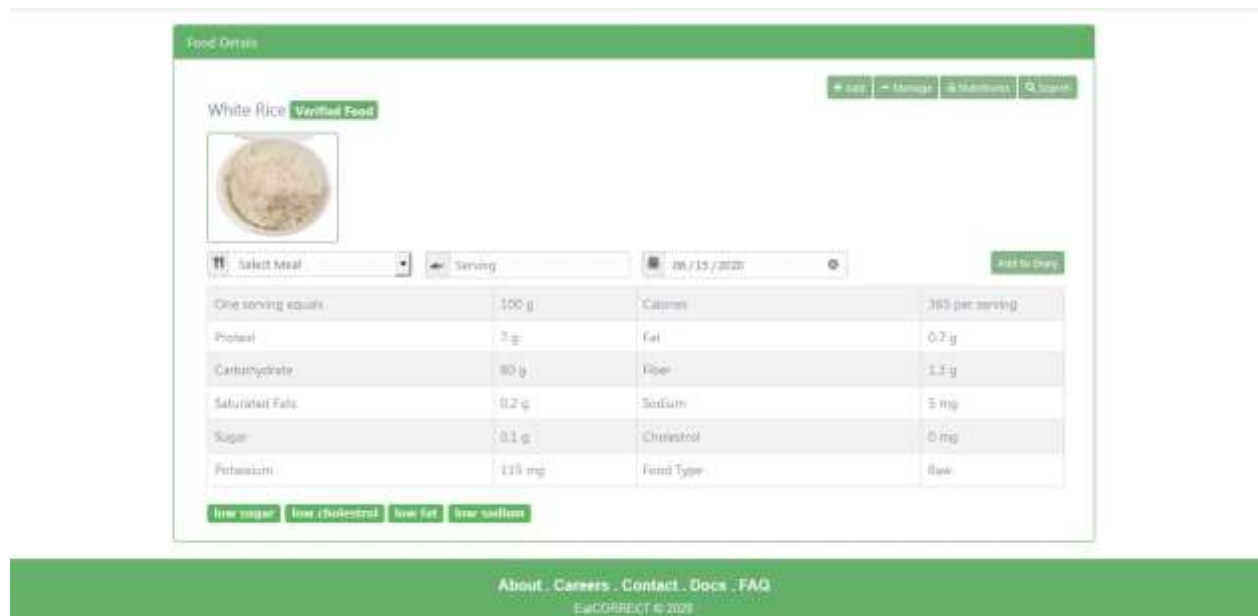 Food Details
Add Manage Nutritions Search
White Rice Verified Food
Select Meal Serving 06/15/2020 Add to Diary
One serving equals 100 g Calories 365 per serving
Protein 7 g Fat 0.7 g
Carbohydrate 80 g Fiber 1.3 g
Saturated Fats 0.2 g Sodium 5 mg
Sugar 0.1 g Cholestrol 0 mg
Potassium 115 mg Food Type Raw
low sugar low cholestrol low fat low sodium
About . Careers . Contact . Docs . FAQ
EatCORRECT © 2020